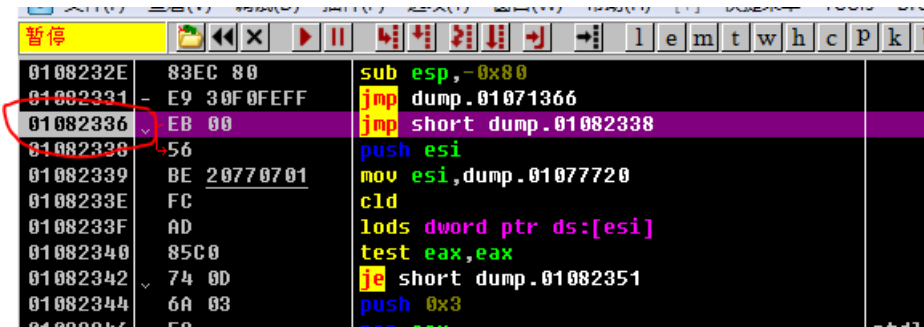 暂停 l e m t w h c p k
0108232E 83EC 80 sub esp,-0x80
01082331 - E9 30F0FEFF jmp dump.01071366
01082336 EB 00 jmp short dump.01082338
01082338 56 push esi
01082339 BE 20770701 mov esi,dump.01077720
0108233E FC cld
0108233F AD lods dword ptr ds:[esi]
01082340 85C0 test eax,eax
01082342 74 0D je short dump.01082351
01082344 6A 03 push 0x3